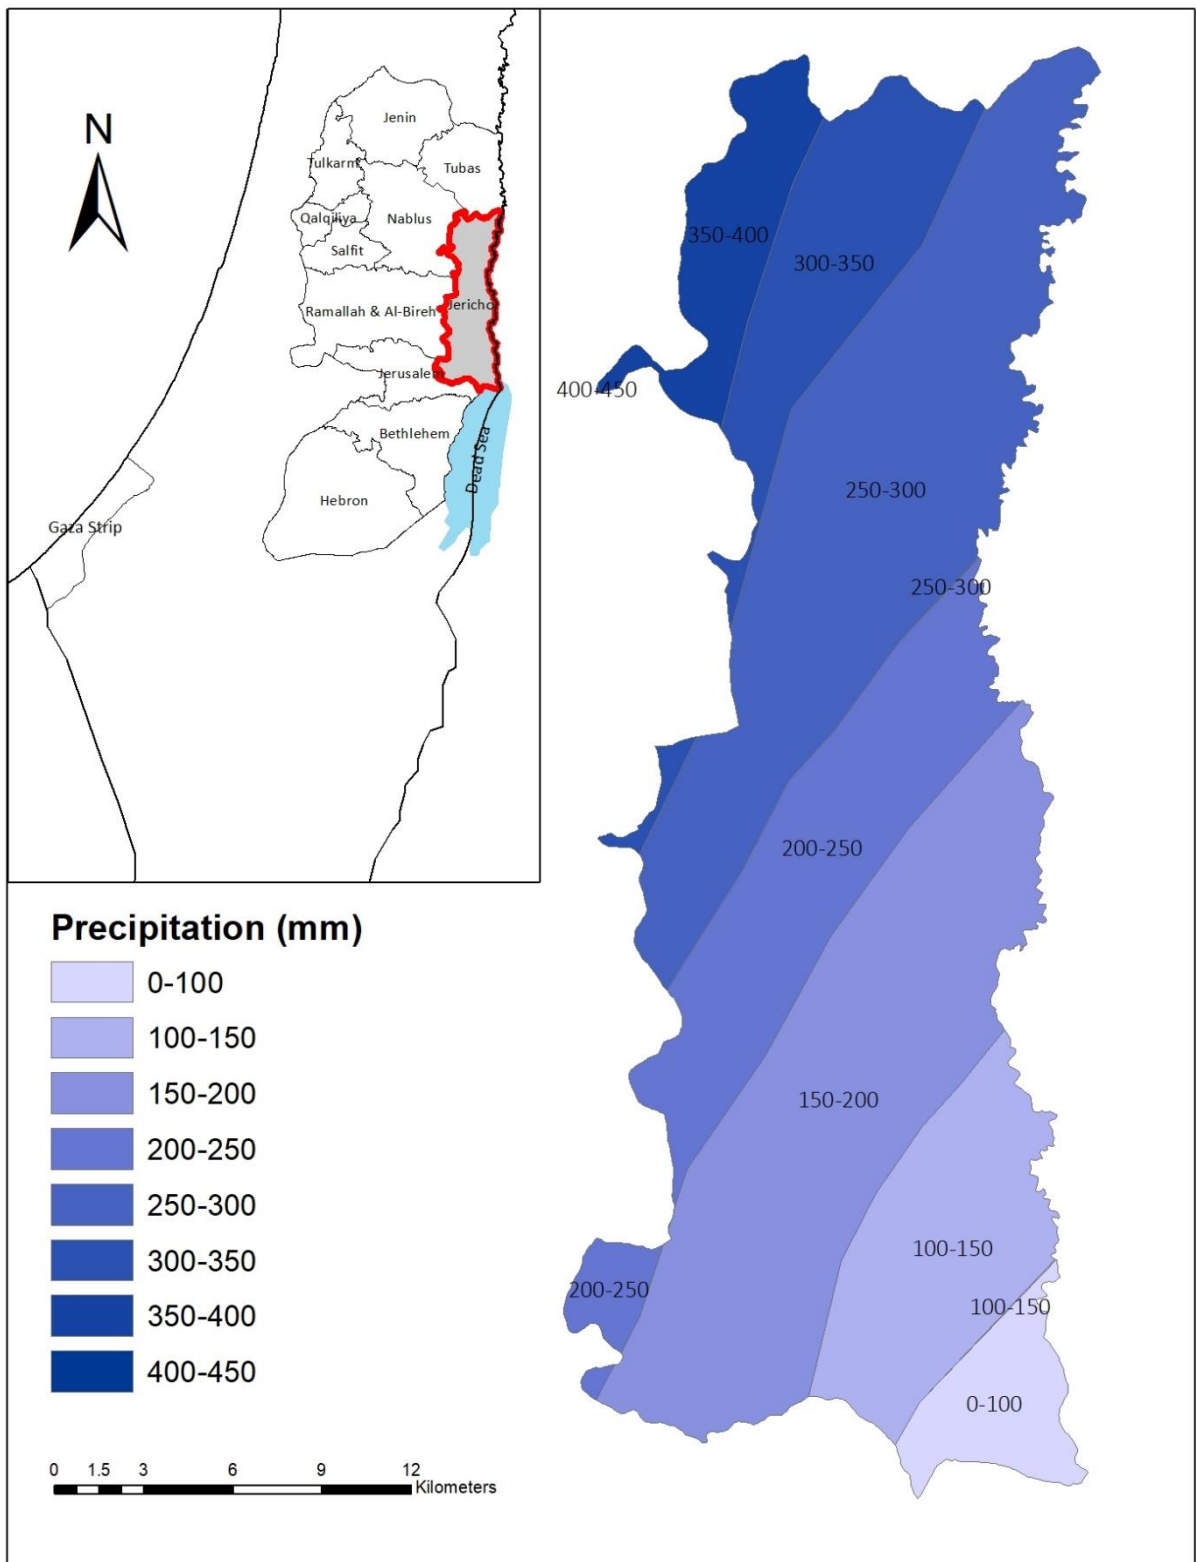 N
Jenin
Tulkarm
Tubas
Qalqiliya
Nablus
Salfit
Jericho
Ramallah & Al-Bireh
Jerusalem
Bethlehem
Dead Sea
Hebron
Gaza Strip
350-400
300-350
400-450
250-300
250-300
200-250
150-200
100-150
200-250
100-150
0-100
Precipitation (mm)
0-100
100-150
150-200
200-250
250-300
300-350
350-400
400-450
0 1.5 3 6 9 12
Kilometers